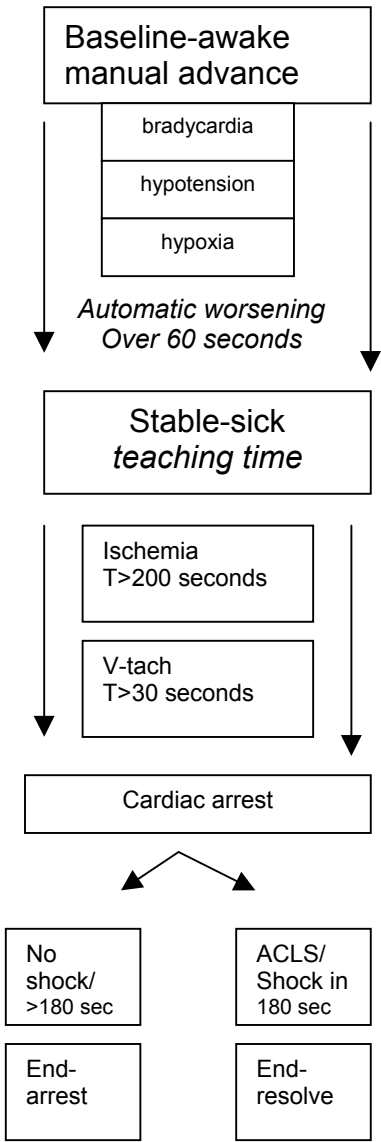 Baseline-awake
manual advance
bradycardia
hypotension
hypoxia
Automatic worsening
Over 60 seconds
Stable-sick
teaching time
Ischemia
T>200 seconds
V-tach
T>30 seconds
Cardiac arrest
No
shock/
>180 sec
ACLS/
Shock in
180 sec
End-
arrest
End-
resolve